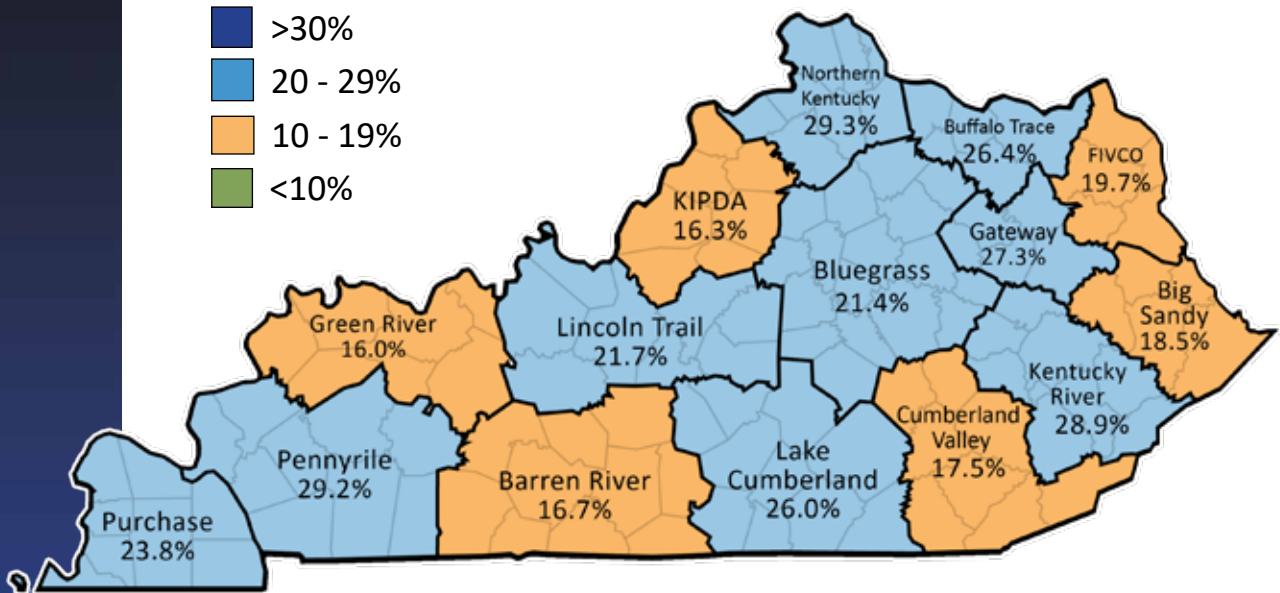 >30%
20 - 29%
10 - 19%
<10%
Northern
Kentucky
29.3%
Buffalo Trace
26.4%
FIVCO
19.7%
KIPDA
16.3%
Gateway
27.3%
Bluegrass
21.4%
Big
Sandy
18.5%
Green River
16.0%
Lincoln Trail
21.7%
Kentucky
River
28.9%
Cumberland
Valley
17.5%
Pennyrile
29.2%
Barren River
16.7%
Lake
Cumberland
26.0%
Purchase
23.8%